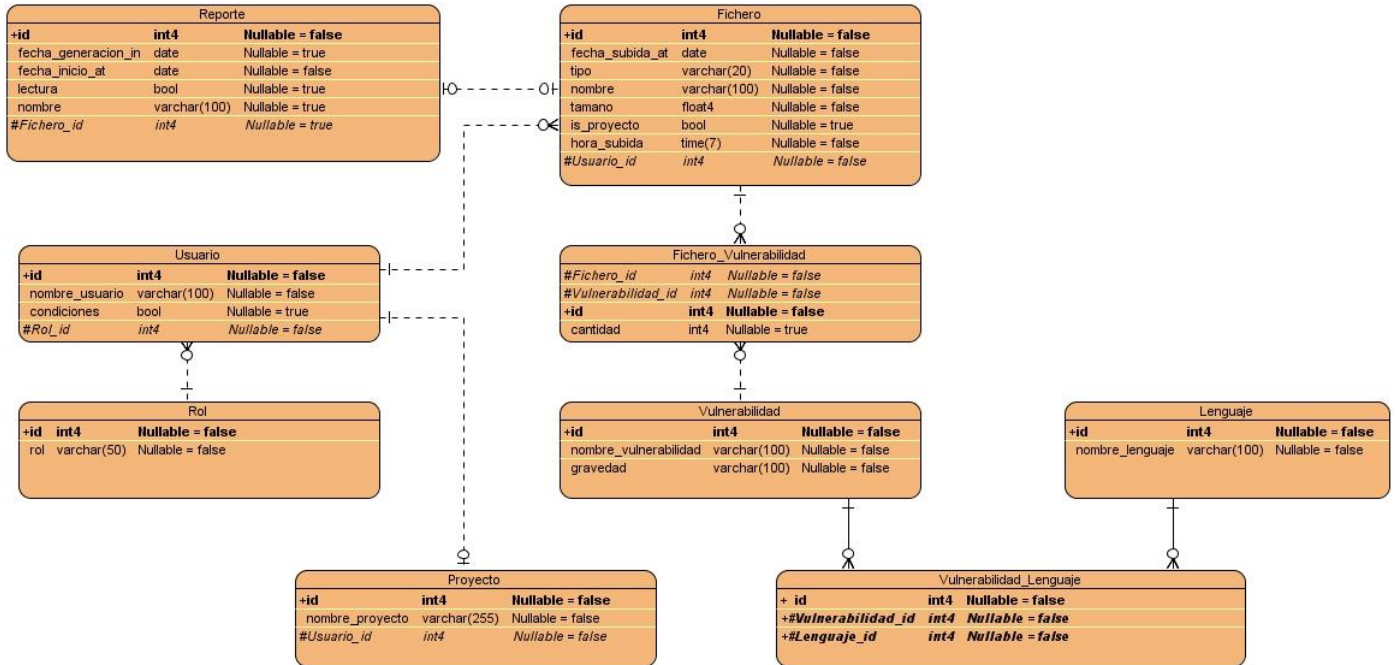 Reporte
+id int4 Nullable = false
fecha_generacion_in date Nullable = true
fecha_inicio_at date Nullable = false
lectura bool Nullable = true
nombre varchar(100) Nullable = true
#Fichero_id int4 Nullable = true
Fichero
+id int4 Nullable = false
fecha_subida_at date Nullable = false
tipo varchar(20) Nullable = false
nombre varchar(100) Nullable = false
tamano float4 Nullable = false
is_proyecto bool Nullable = true
hora_subida time(7) Nullable = false
#Usuario_id int4 Nullable = false
Usuario
+id int4 Nullable = false
nombre_usuario varchar(100) Nullable = false
condiciones bool Nullable = true
#Rol_id int4 Nullable = false
Fichero_Vulnerabilidad
#Fichero_id int4 Nullable = false
#Vulnerabilidad_id int4 Nullable = false
+id int4 Nullable = false
cantidad int4 Nullable = true
Rol
+id int4 Nullable = false
rol varchar(50) Nullable = false
Vulnerabilidad
+id int4 Nullable = false
nombre_vulnerabilidad varchar(100) Nullable = false
gravedad varchar(100) Nullable = false
Lenguaje
+id int4 Nullable = false
nombre_lenguaje varchar(100) Nullable = false
Proyecto
+id int4 Nullable = false
nombre_proyecto varchar(255) Nullable = false
#Usuario_id int4 Nullable = false
Vulnerabilidad_Lenguaje
+ id int4 Nullable = false
+#Vulnerabilidad_id int4 Nullable = false
+#Lenguaje_id int4 Nullable = false